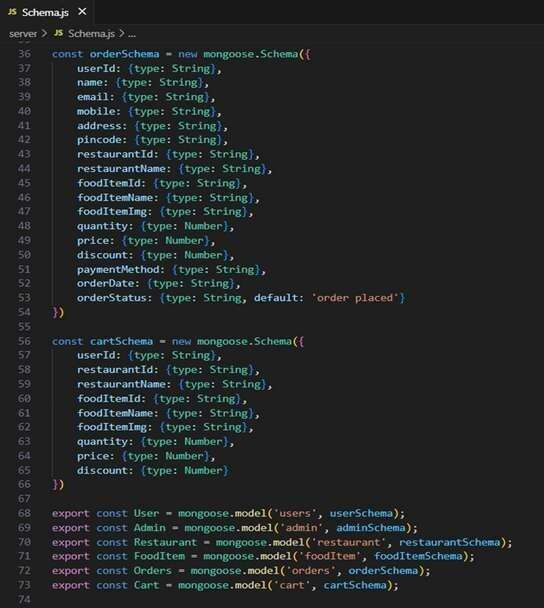 JS Schema.js ×
server > JS Schema.js > ...
36 const orderSchema = new mongoose.Schema({
37     userId: {type: String},
38     name: {type: String},
39     email: {type: String},
40     mobile: {type: String},
41     address: {type: String},
42     pincode: {type: String},
43     restaurantId: {type: String},
44     restaurantName: {type: String},
45     foodItemId: {type: String},
46     foodItemName: {type: String},
47     foodItemImg: {type: String},
48     quantity: {type: Number},
49     price: {type: Number},
50     discount: {type: Number},
51     paymentMethod: {type: String},
52     orderDate: {type: String},
53     orderStatus: {type: String, default: 'order placed'}
54 })
55
56 const cartSchema = new mongoose.Schema({
57     userId: {type: String},
58     restaurantId: {type: String},
59     restaurantName: {type: String},
60     foodItemId: {type: String},
61     foodItemName: {type: String},
62     foodItemImg: {type: String},
63     quantity: {type: Number},
64     price: {type: Number},
65     discount: {type: Number}
66 })
67
68 export const User = mongoose.model('users', userSchema);
69 export const Admin = mongoose.model('admin', adminSchema);
70 export const Restaurant = mongoose.model('restaurant', restaurantSchema);
71 export const FoodItem = mongoose.model('foodItem', foodItemSchema);
72 export const Orders = mongoose.model('orders', orderSchema);
73 export const Cart = mongoose.model('cart', cartSchema);
74